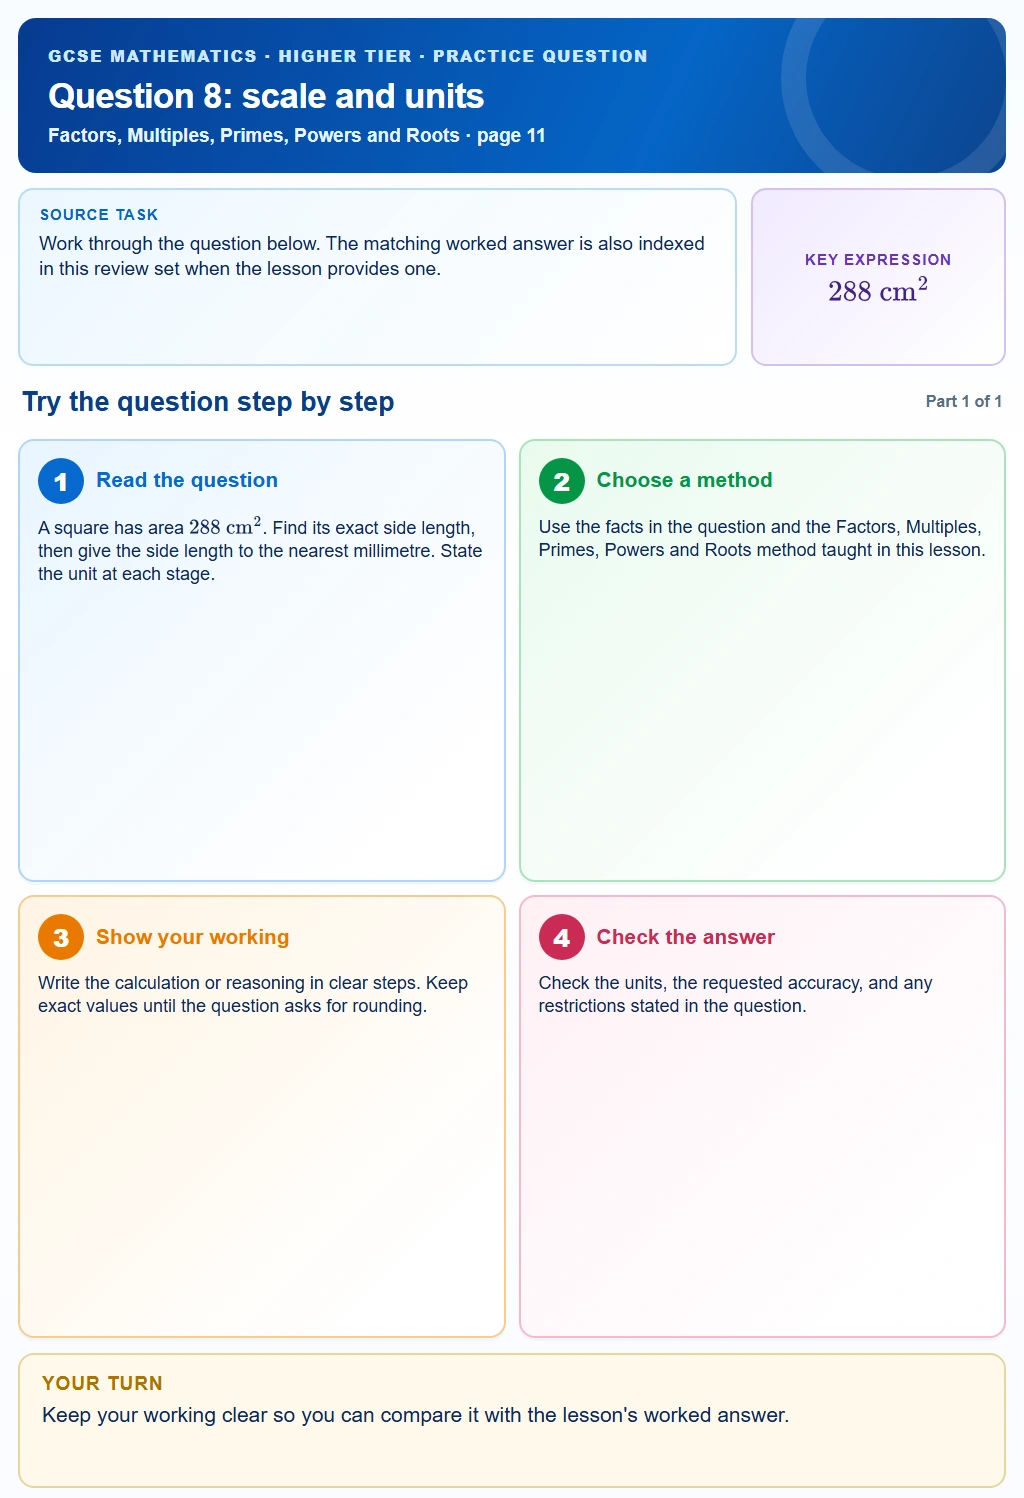 GCSE MATHEMATICS · HIGHER TIER · PRACTICE QUESTION
Question 8: scale and units
Factors, Multiples, Primes, Powers and Roots · page 11
SOURCE TASK
Work through the question below. The matching worked answer is also indexed
in this review set when the lesson provides one.
KEY EXPRESSION
288 cm²
Try the question step by step
Part 1 of 1
1 Read the question
A square has area 288 cm². Find its exact side length,
then give the side length to the nearest millimetre. State
the unit at each stage.
2 Choose a method
Use the facts in the question and the Factors, Multiples,
Primes, Powers and Roots method taught in this lesson.
3 Show your working
Write the calculation or reasoning in clear steps. Keep
exact values until the question asks for rounding.
4 Check the answer
Check the units, the requested accuracy, and any
restrictions stated in the question.
YOUR TURN
Keep your working clear so you can compare it with the lesson's worked answer.